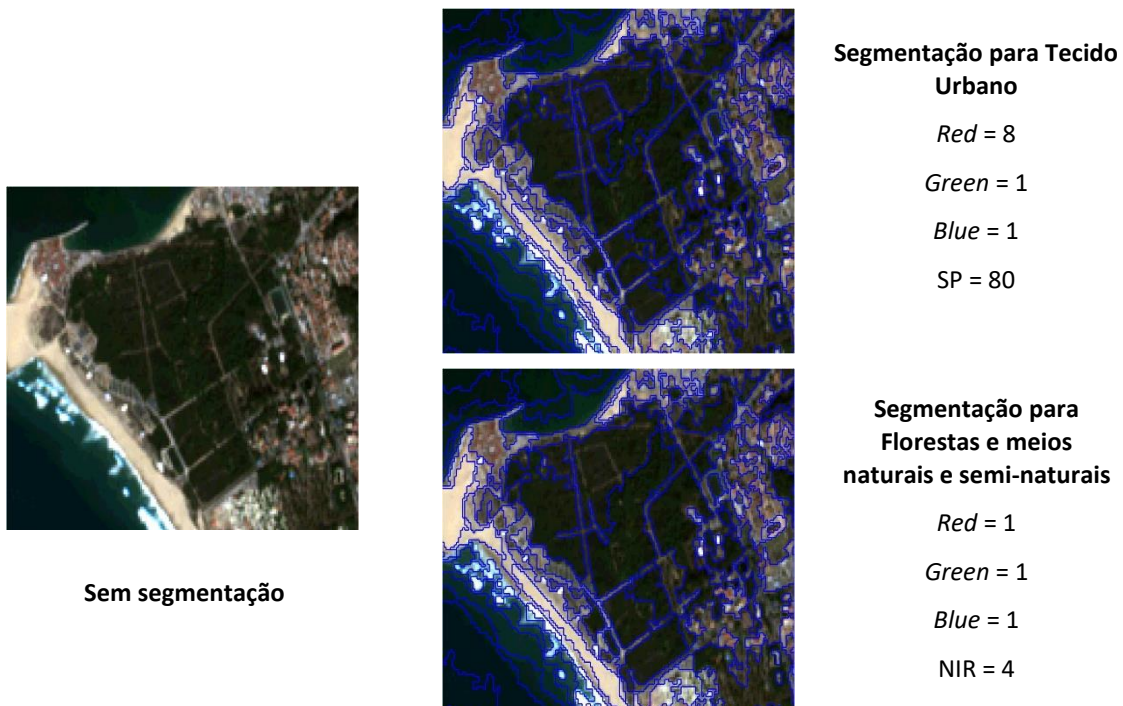 Segmentação para Tecido
Urbano
Red = 8
Green = 1
Blue = 1
SP = 80
Sem segmentação
Segmentação para
Florestas e meios
naturais e semi-naturais
Red = 1
Green = 1
Blue = 1
NIR = 4